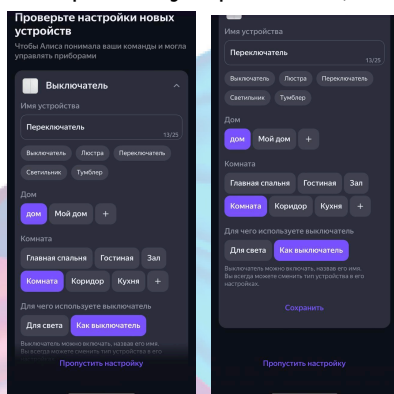 Проверьте настройки новых
устройств
Чтобы Алиса понимала ваши команды и могла
управлять приборами
Выключатель
Имя устройства
Переключатель
13/25
Выключатель Люстра Переключатель
Светильник Тумблер
Дом
дом Мой дом +
Комната
Главная спальня Гостиная Зал
Комната Коридор Кухня +
Для чего используете выключатель
Для света Как выключатель
Выключатель можно включать, назвав его имя.
Вы всегда можете сменить тип устройства в его
Пропустить настройку
Имя устройства
Переключатель
13/25
Выключатель Люстра Переключатель
Светильник Тумблер
Дом
дом Мой дом +
Комната
Главная спальня Гостиная Зал
Комната Коридор Кухня +
Для чего используете выключатель
Для света Как выключатель
Выключатель можно включать, назвав его имя.
Вы всегда можете сменить тип устройства в его
настройках.
Сохранить
Пропустить настройку